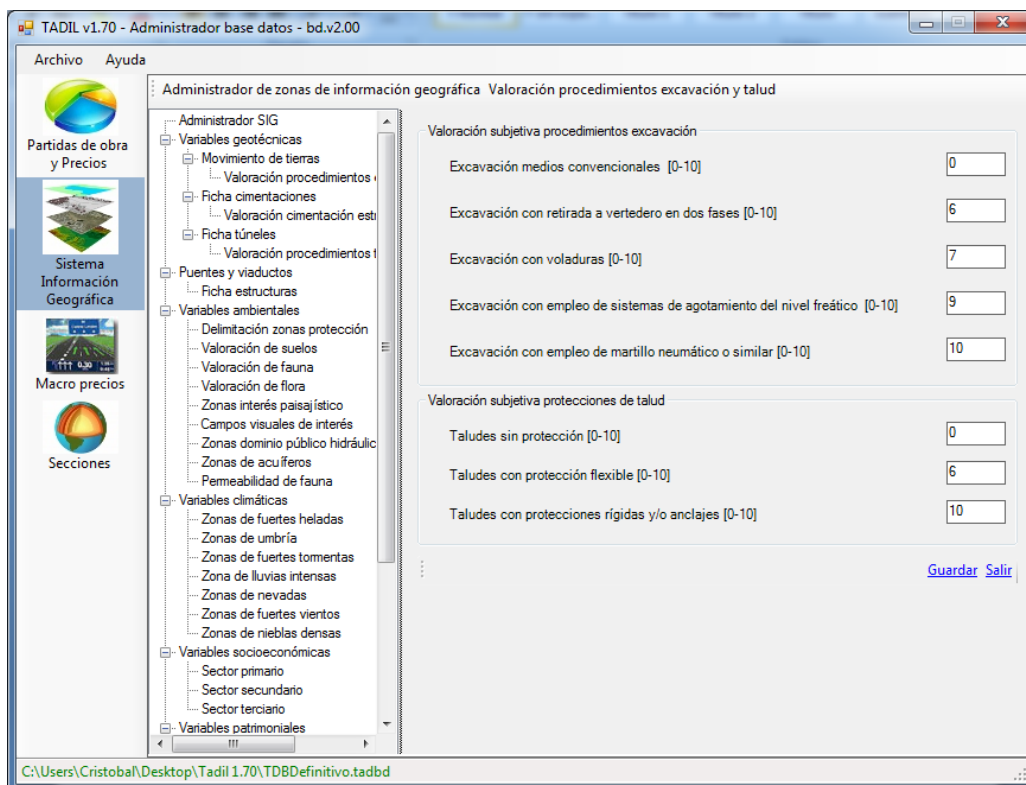 TADIL v1.70 - Administrador base datos - bd.v2.00
Archivo Ayuda
Partidas de obra
y Precios
Sistema
Información
Geográfica
Macro precios
Secciones
Administrador de zonas de información geográfica Valoración procedimientos excavación y talud
Administrador SIG
Variables geotécnicas
Movimiento de tierras
Valoración procedimientos
Ficha cimentaciones
Valoración cimentación estr
Ficha túneles
Valoración procedimientos
Puentes y viaductos
Ficha estructuras
Variables ambientales
Delimitación zonas protección
Valoración de suelos
Valoración de fauna
Valoración de flora
Zonas interés paisajístico
Campos visuales de interés
Zonas dominio público hidráulic
Zonas de acuíferos
Permeabilidad de fauna
Variables climáticas
Zonas de fuertes heladas
Zonas de umbría
Zonas de fuertes tormentas
Zona de lluvias intensas
Zonas de nevadas
Zonas de fuertes vientos
Zonas de nieblas densas
Variables socioeconómicas
Sector primario
Sector secundario
Sector terciario
Variables patrimoniales
Valoración subjetiva procedimientos excavación
Excavación medios convencionales [0-10] 0
Excavación con retirada a vertedero en dos fases [0-10] 6
Excavación con voladuras [0-10] 7
Excavación con empleo de sistemas de agotamiento del nivel freático [0-10] 9
Excavación con empleo de martillo neumático o similar [0-10] 10
Valoración subjetiva protecciones de talud
Taludes sin protección [0-10] 0
Taludes con protección flexible [0-10] 6
Taludes con protecciones rígidas y/o anclajes [0-10] 10
Guardar Salir
C:\Users\Cristobal\Desktop\Tadil 1.70\TDBDefinitivo.tadbd